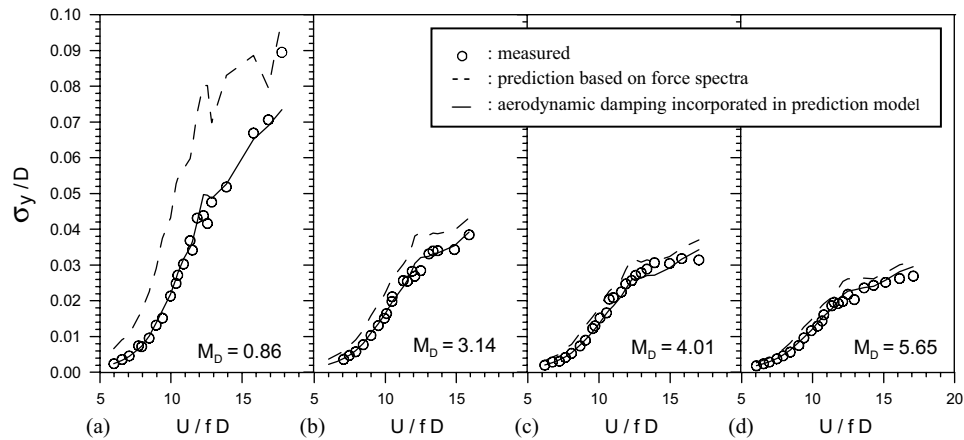 0.10
0.09
0.08
0.07
0.06
0.05
0.04
0.03
0.02
0.01
0.00
σy/D
: measured
: prediction based on force spectra
: aerodynamic damping incorporated in prediction model
MD = 0.86
MD = 3.14
MD = 4.01
MD = 5.65
5 10 15 5 10 15 5 10 15 5 10 15 20
(a) U / f D (b) U / f D (c) U / f D (d) U / f D